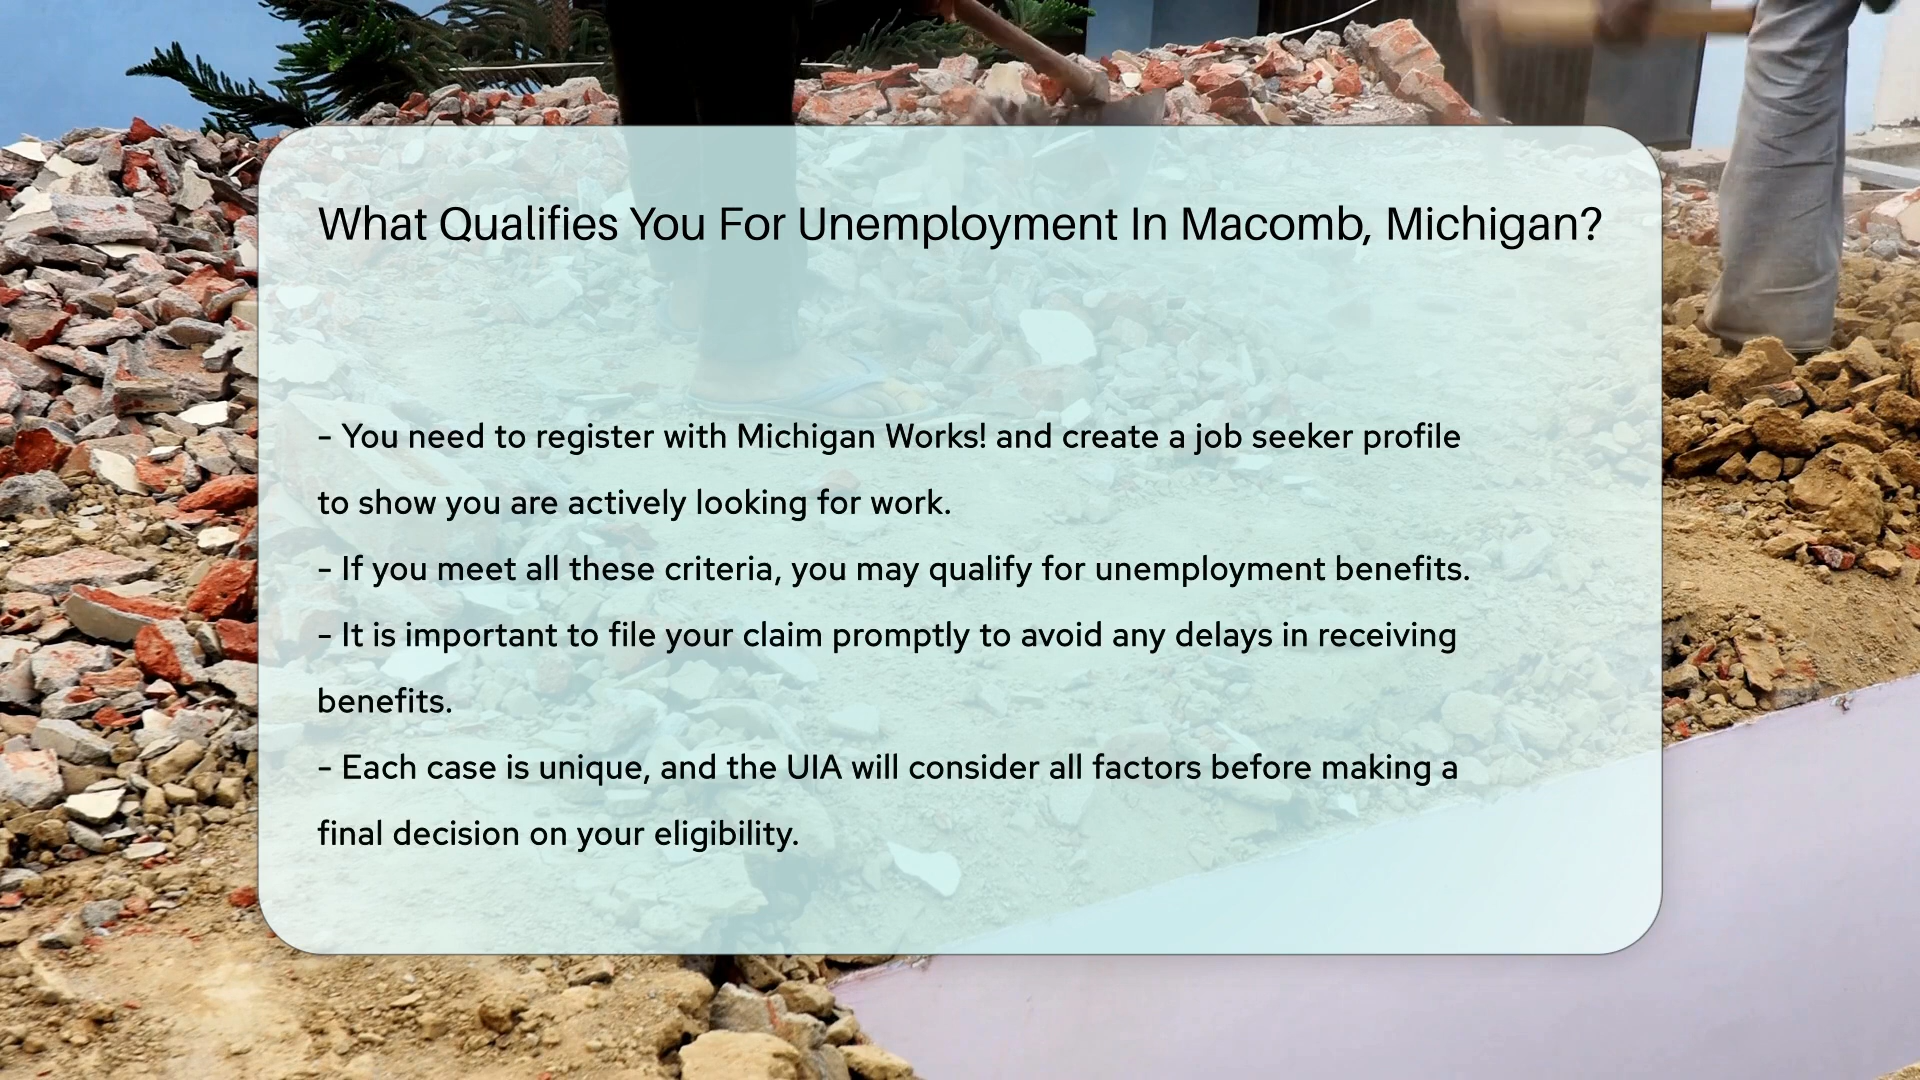 What Qualifies You For Unemployment In Macomb, Michigan?
- You need to register with Michigan Works! and create a job seeker profile
to show you are actively looking for work.
- If you meet all these criteria, you may qualify for unemployment benefits.
- It is important to file your claim promptly to avoid any delays in receiving
benefits.
- Each case is unique, and the UIA will consider all factors before making a
final decision on your eligibility.